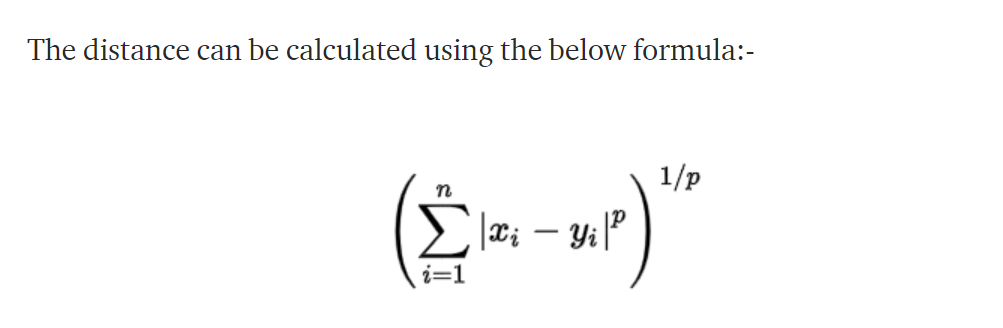 The distance can be calculated using the below formula:-
(∑_{i=1}^{n} |x_i − y_i|^p)^{1/p}